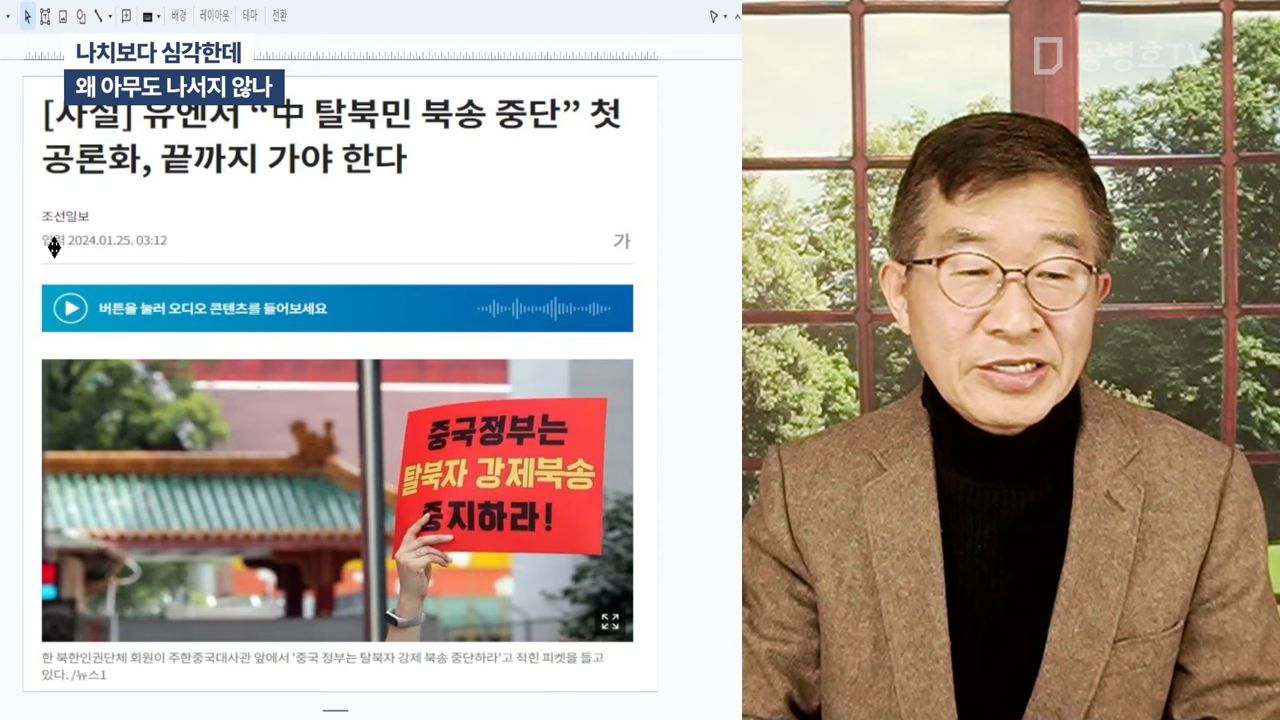 배경
레이아웃
테마
전환
나치보다 심각한데
왜 아무도 나서지 않나
[사설] 유엔서 “中 탈북민 북송 중단” 첫
공론화, 끝까지 가야 한다
조선일보
입력 2024.01.25. 03:12
가
버튼을 눌러 오디오 콘텐츠를 들어보세요
중국정부는
탈북자 강제북송
중지하라!
한 북한인권단체 회원이 주한중국대사관 앞에서 '중국 정부는 탈북자 강제 북송 중단하라'고 적힌 피켓을 들고
있다. /뉴스1
공병호TV